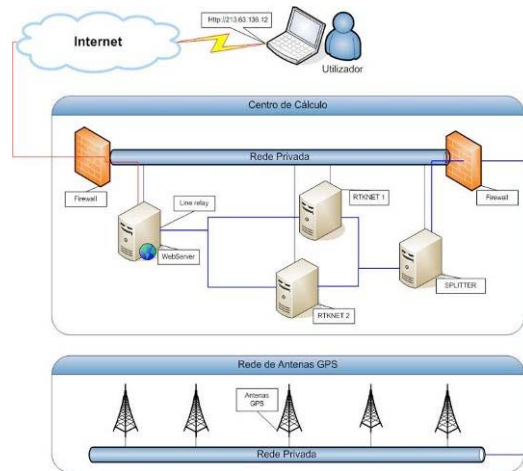 Http://213.63.136.12
Internet
Utilizador
Centro de Cálculo
Rede Privada
Firewall
Firewall
Line relay
RTKNET 1
WebServer
SPLITTER
RTKNET 2
Rede de Antenas GPS
Antenas
GPS
Rede Privada